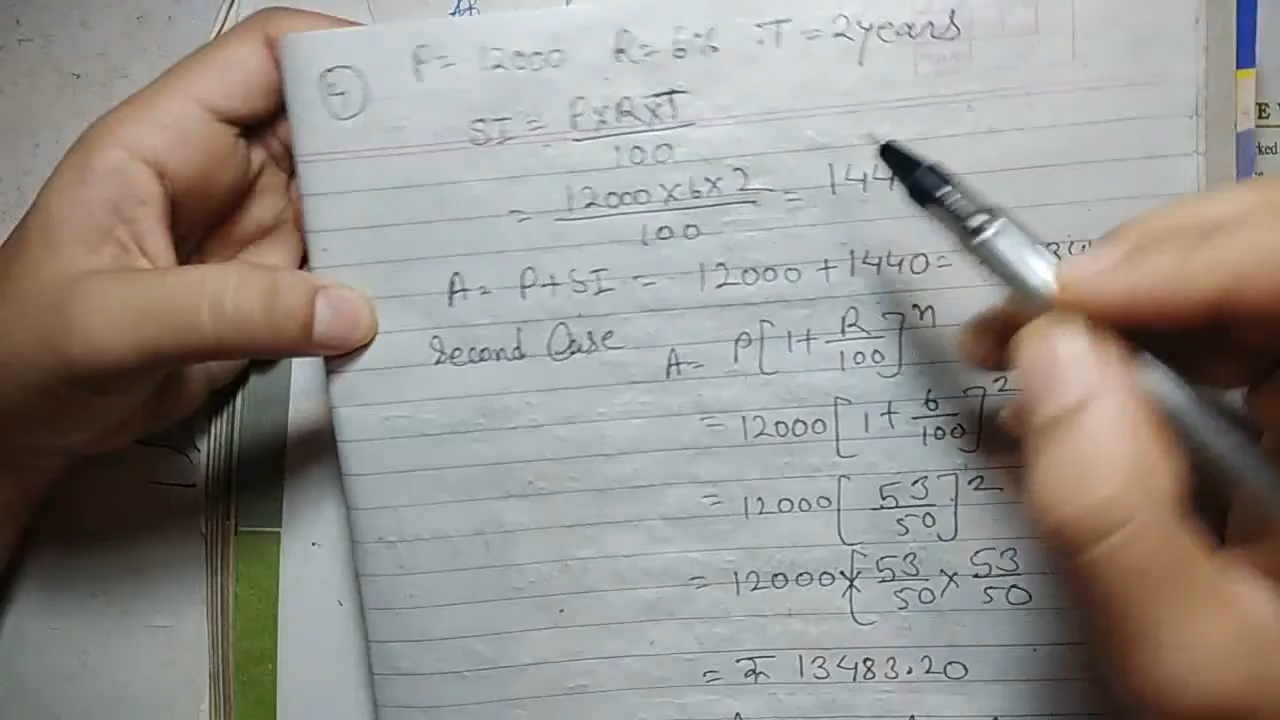 7 P = 12000 R = 6% T = 2 years
SI = P×R×T
100
= 12000×6×2 = 144
100
A = P+SI = 12000+1440=
Second Case A = P[1+R/100]^n
= 12000[1+6/100]^2
= 12000[53/50]^2
= 12000×[53/50×53/50
= ₹ 13483.20
E
ked